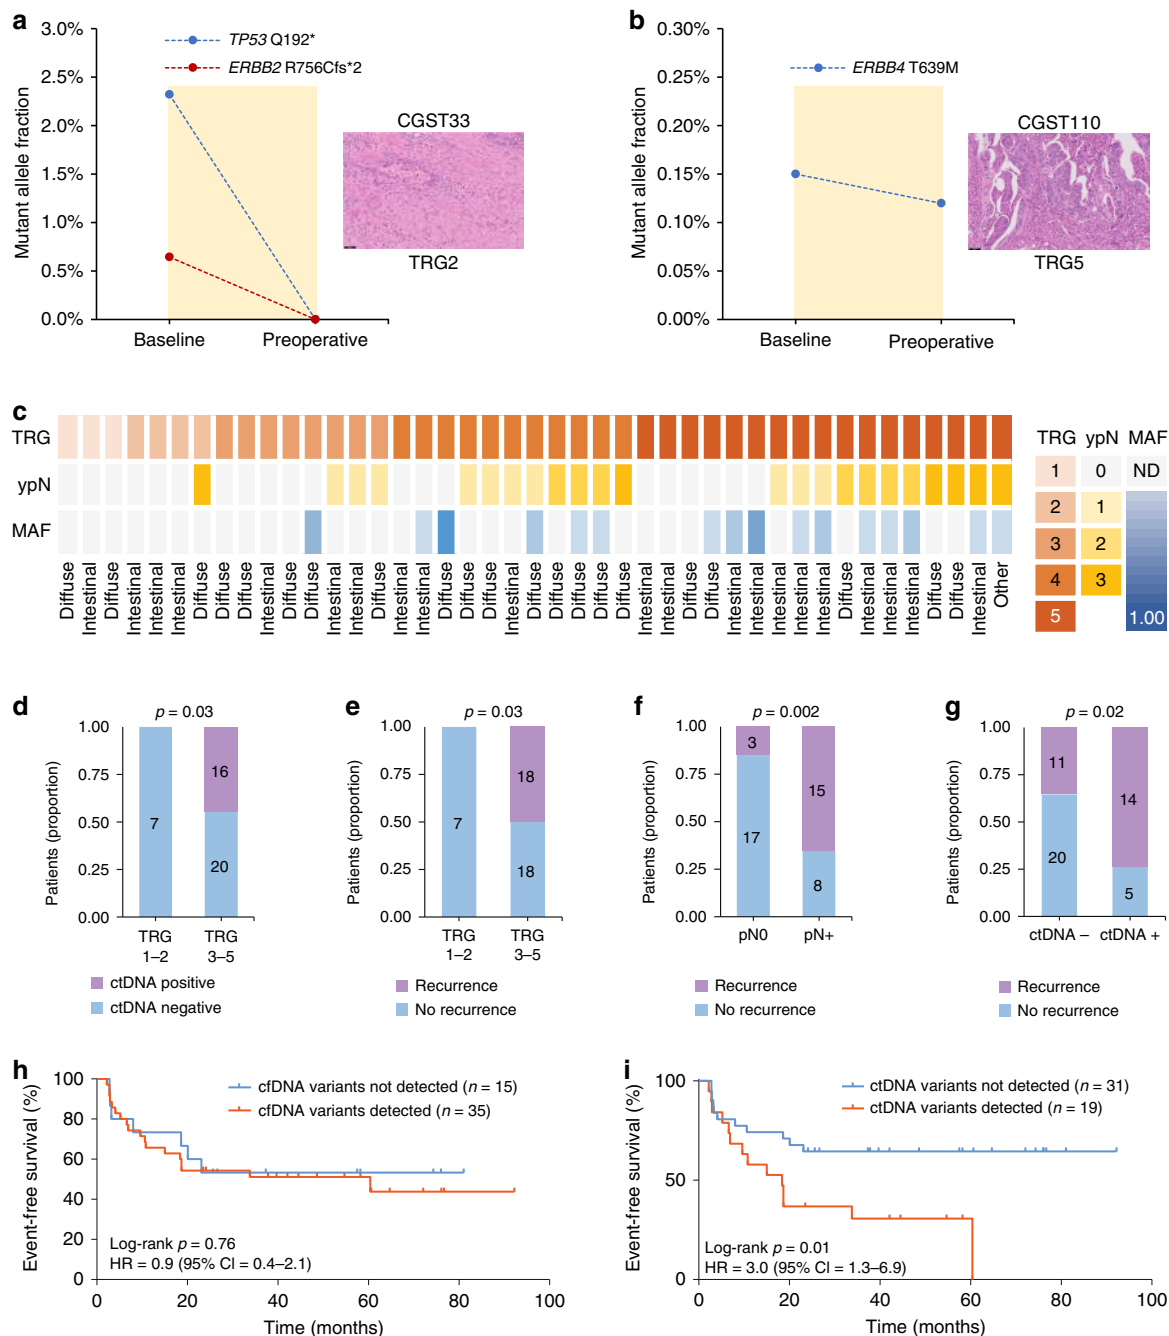 a
3.0%
2.5%
2.0%
1.5%
1.0%
0.5%
0.0%
Mutant allele fraction
TP53 Q192*
ERBB2 R756Cfs*2
Baseline
Preoperative
CGST33
TRG2
b
0.30%
0.25%
0.20%
0.15%
0.10%
0.05%
0.00%
Mutant allele fraction
ERBB4 T639M
Baseline
Preoperative
CGST110
TRG5
c
TRG
ypN
MAF
Diffuse
Intestinal
Diffuse
Intestinal
Intestinal
Intestinal
Diffuse
Diffuse
Diffuse
Intestinal
Diffuse
Diffuse
Intestinal
Intestinal
Diffuse
Intestinal
Intestinal
Diffuse
Diffuse
Diffuse
Intestinal
Diffuse
Intestinal
Diffuse
Diffuse
Diffuse
Intestinal
Intestinal
Diffuse
Diffuse
Intestinal
Intestinal
Diffuse
Intestinal
Intestinal
Diffuse
Intestinal
Intestinal
Intestinal
Diffuse
Diffuse
Intestinal
Other
TRG ypN MAF
1 0 ND
2 1
3 2
4 3
5 1.00
d
p = 0.03
1.00
0.75
0.50
0.25
0.00
Patients (proportion)
7
16
20
TRG
1–2
TRG
3–5
ctDNA positive
ctDNA negative
e
p = 0.03
1.00
0.75
0.50
0.25
0.00
Patients (proportion)
7
18
18
TRG
1–2
TRG
3–5
Recurrence
No recurrence
f
p = 0.002
1.00
0.75
0.50
0.25
0.00
Patients (proportion)
3
17
15
8
pN0
pN+
Recurrence
No recurrence
g
p = 0.02
1.00
0.75
0.50
0.25
0.00
Patients (proportion)
11
20
14
5
ctDNA –
ctDNA +
Recurrence
No recurrence
h
100
80
60
40
20
0
Event-free survival (%)
cfDNA variants not detected (n = 15)
cfDNA variants detected (n = 35)
Log-rank p = 0.76
HR = 0.9 (95% CI = 0.4–2.1)
0 20 40 60 80 100
Time (months)
i
100
50
0
Event-free survival (%)
ctDNA variants not detected (n = 31)
ctDNA variants detected (n = 19)
Log-rank p = 0.01
HR = 3.0 (95% CI = 1.3–6.9)
0 20 40 60 80 100
Time (months)